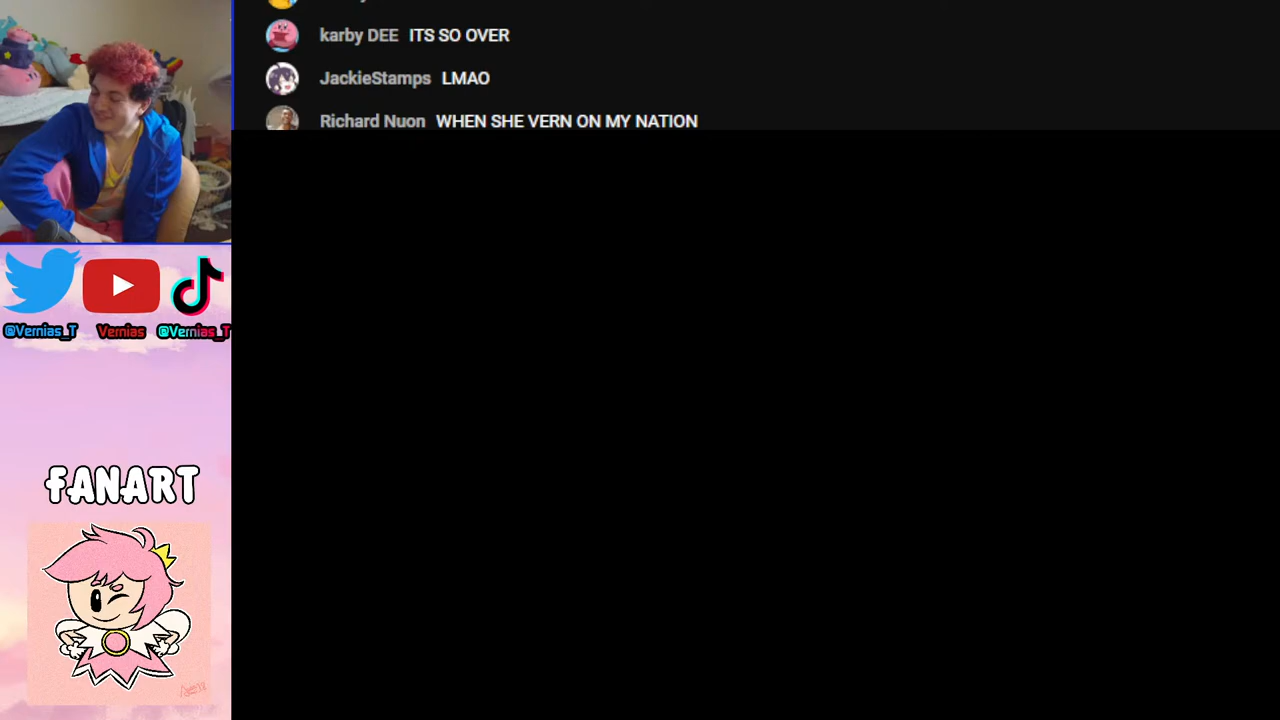 karby DEE ITS SO OVER
JackieStamps LMAO
Richard Nuon WHEN SHE VERN ON MY NATION
@Vernias_T Vernias @Vernias_T
FANART